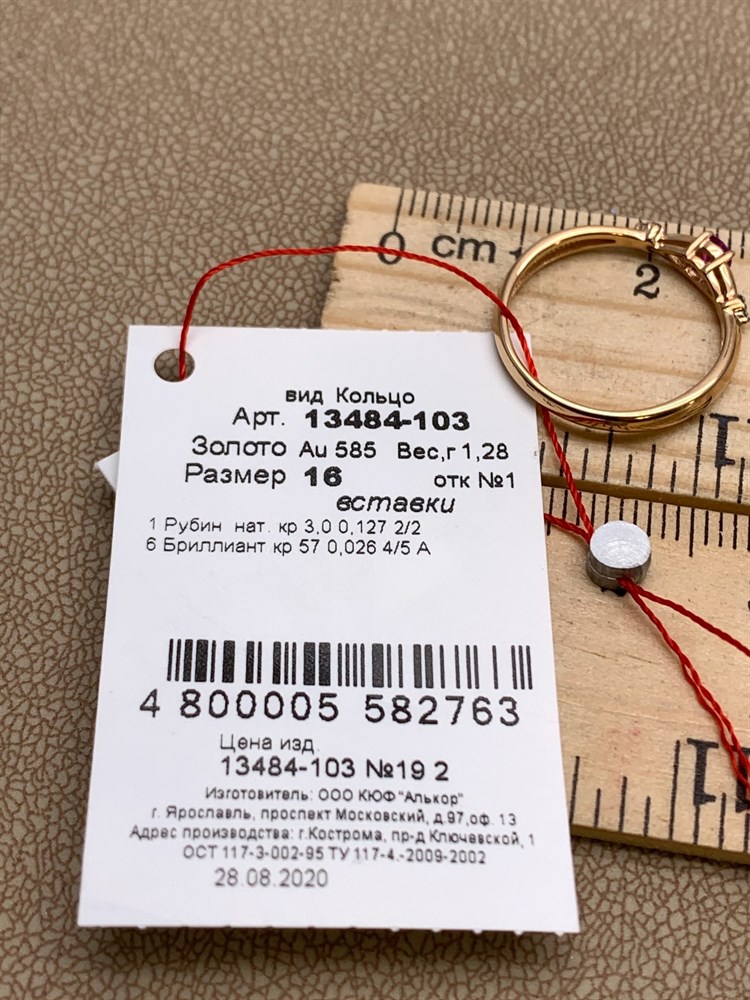 0 cm 1
2
11
11
вид Кольцо
Арт. 13484-103
Золото Au 585 Вес,г 1,28
Размер 16 отк №1
вставки
1 Рубин нат. кр 3,0 0,127 2/2
6 Бриллиант кр 57 0,026 4/5 А
4 800005 582763
Цена изд.
13484-103 №19 2
Изготовитель: ООО КЮФ "Алькор"
г. Ярославль, проспект Московский, д.97,оф. 13
Адрес производства: г.Кострома, пр-д Ключевской, 1
ОСТ 117-3-002-95 ТУ 117-4.-2009-2002
28.08.2020